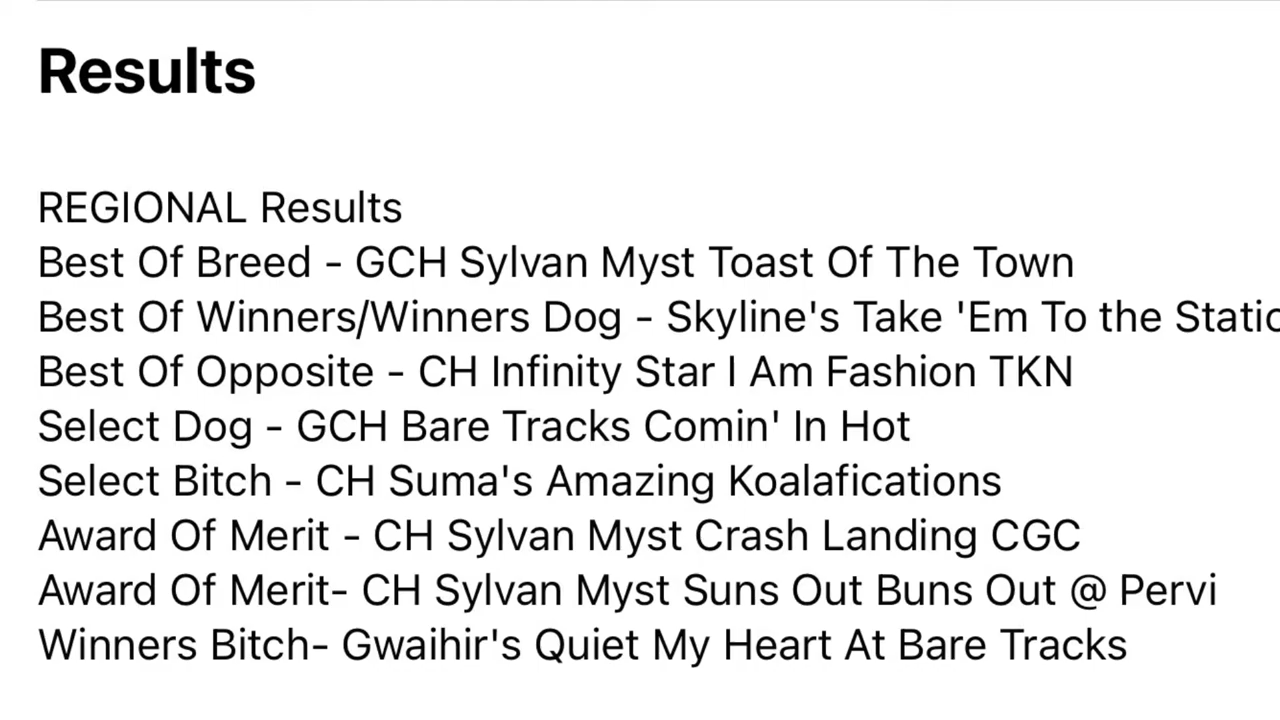 Results
REGIONAL Results
Best Of Breed - GCH Sylvan Myst Toast Of The Town
Best Of Winners/Winners Dog - Skyline's Take 'Em To the
Best Of Opposite - CH Infinity Star I Am Fashion TKN
Select Dog - GCH Bare Tracks Comin' In Hot
Select Bitch - CH Suma's Amazing Koalafications
Award Of Merit - CH Sylvan Myst Crash Landing CGC
Award Of Merit- CH Sylvan Myst Suns Out Buns Out @ Pervi
Winners Bitch- Gwaihir's Quiet My Heart At Bare Tracks